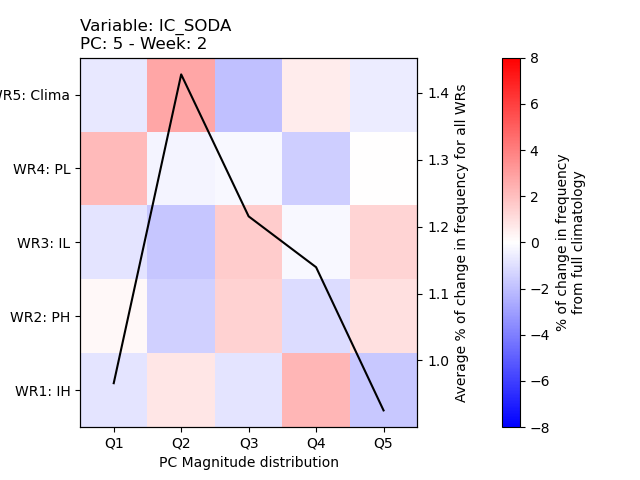 Variable: IC_SODA
PC: 5 - Week: 2
WR5: Clima
WR4: PL
WR3: IL
WR2: PH
WR1: IH
Q1 Q2 Q3 Q4 Q5
PC Magnitude distribution
1.4
1.3
1.2
1.1
1.0
Average % of change in frequency for all WRs
8
6
4
2
0
−2
−4
−6
−8
% of change in frequency
from full climatology